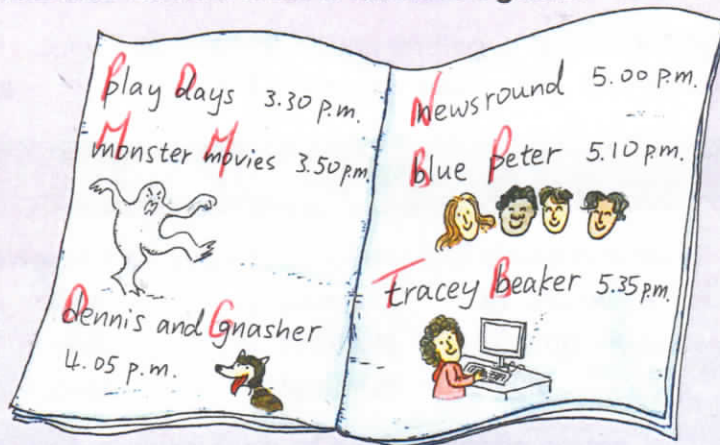 Play Days 3.30 p.m.
Monster Movies 3.50 p.m.
Dennis and Gnasher
4.05 p.m.
Newsround 5.00 p.m.
Blue Peter 5.10 p.m.
Tracey Beaker 5.35 p.m.